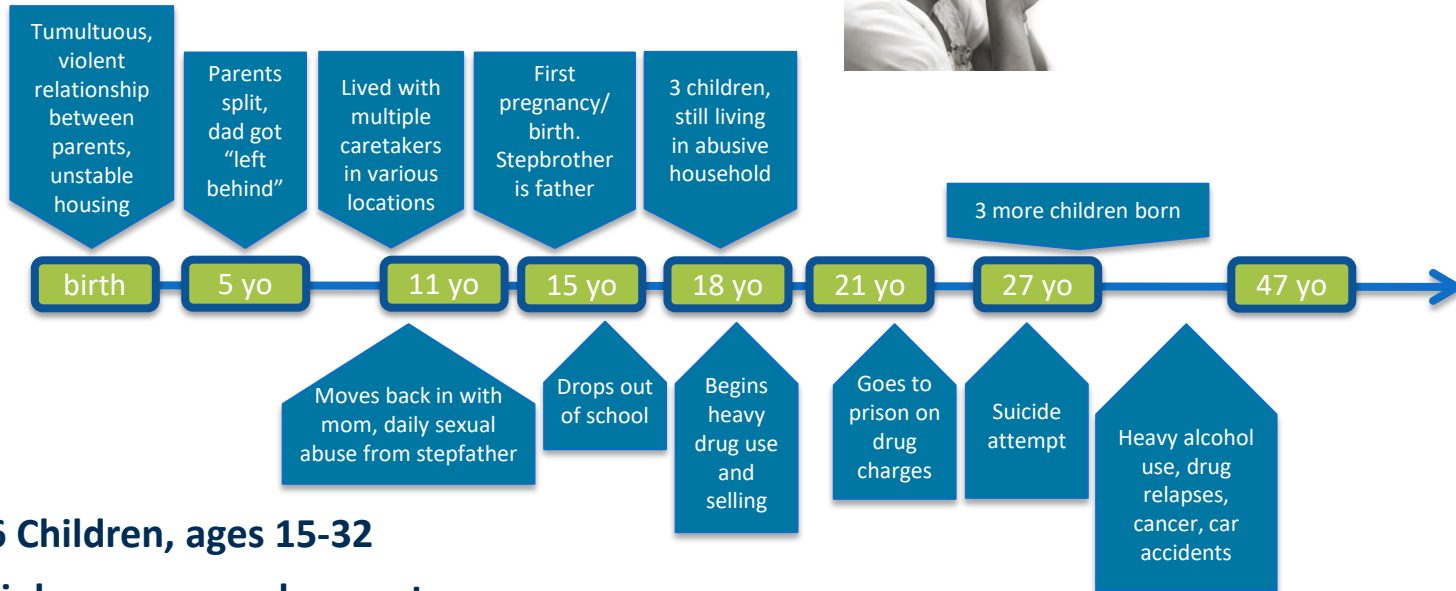 Tumultuous,
violent
relationship
between
parents,
unstable
housing
Parents
split,
dad got
“left
behind”
Lived with
multiple
caretakers
in various
locations
First
pregnancy/
birth.
Stepbrother
is father
3 children,
still living
in abusive
household
3 more children born
birth
5 yo
11 yo
15 yo
18 yo
21 yo
27 yo
47 yo
Moves back in with
mom, daily sexual
abuse from stepfather
Drops out
of school
Begins
heavy
drug use
and
selling
Goes to
prison on
drug
charges
Suicide
attempt
Heavy alcohol
use, drug
relapses,
cancer, car
accidents
6 Children, ages 15-32